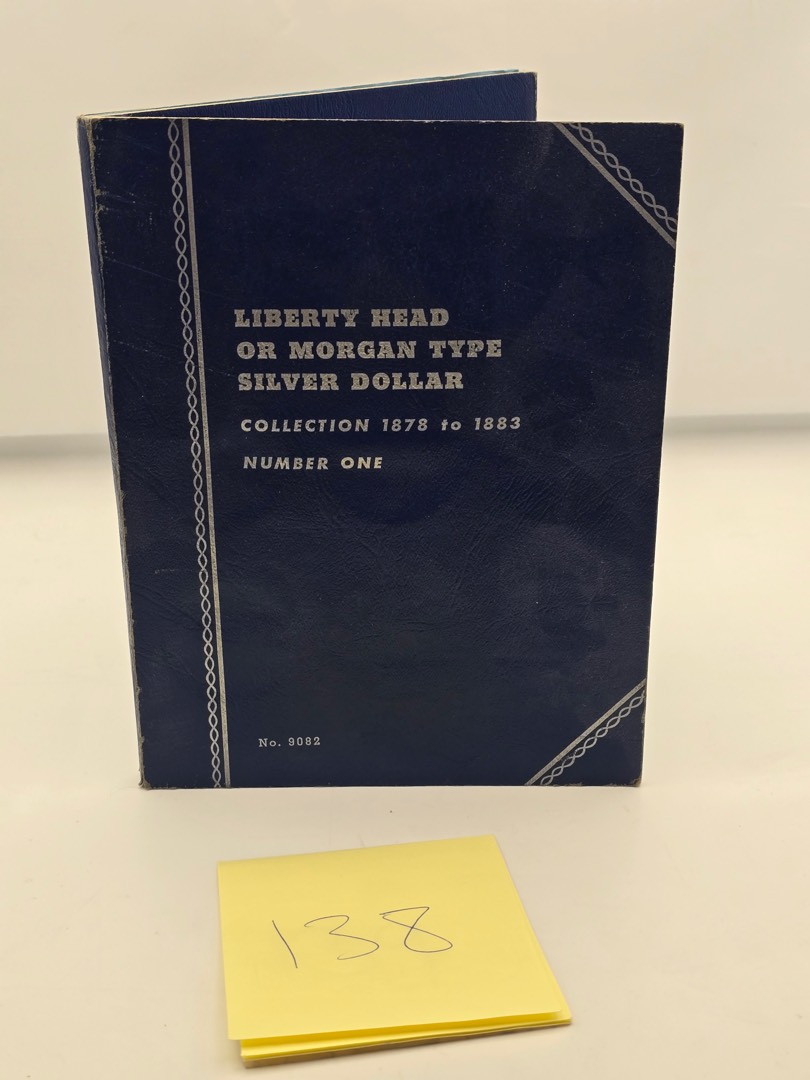 LIBERTY HEAD
OR MORGAN TYPE
SILVER DOLLAR
COLLECTION 1878 to 1883
NUMBER ONE
No. 9082
138